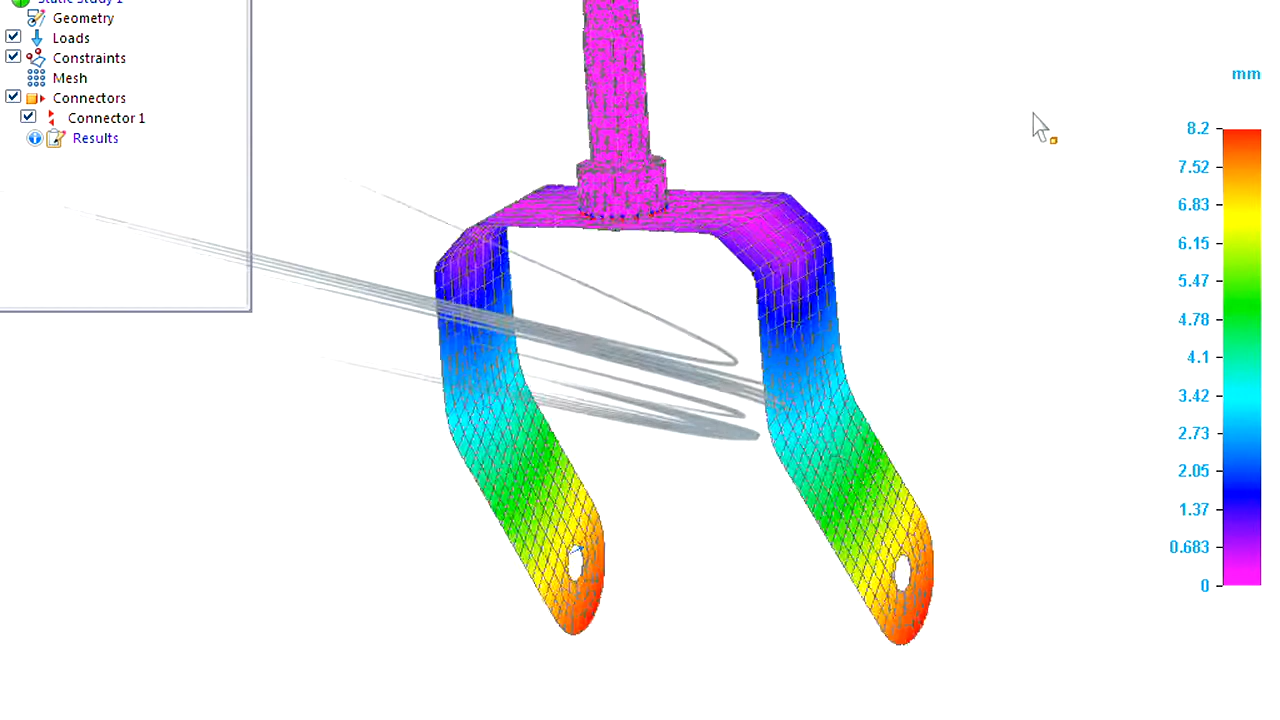 Static Study 1
Geometry
Loads
Constraints
Mesh
Connectors
Connector 1
Results
mm
8.2
7.52
6.83
6.15
5.47
4.78
4.1
3.42
2.73
2.05
1.37
0.683
0